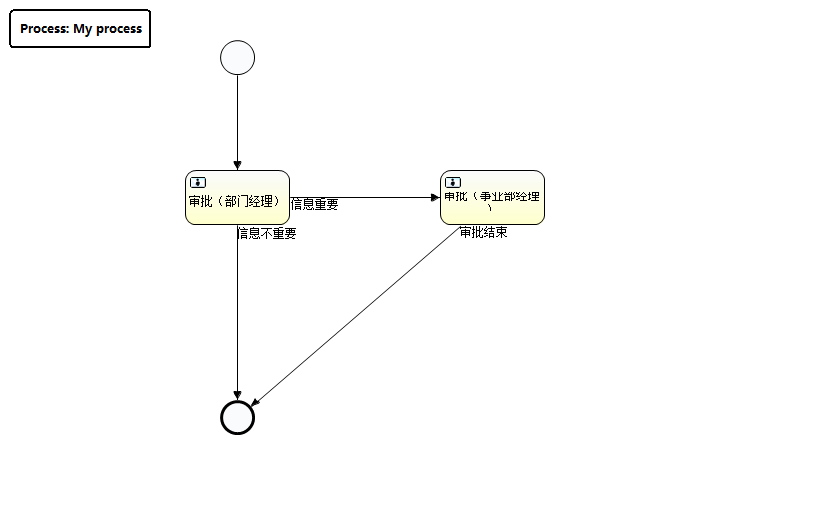 Process: My process
审批（部门经理）
信息重要
审批（事业部经理
）
信息不重要
审批结束